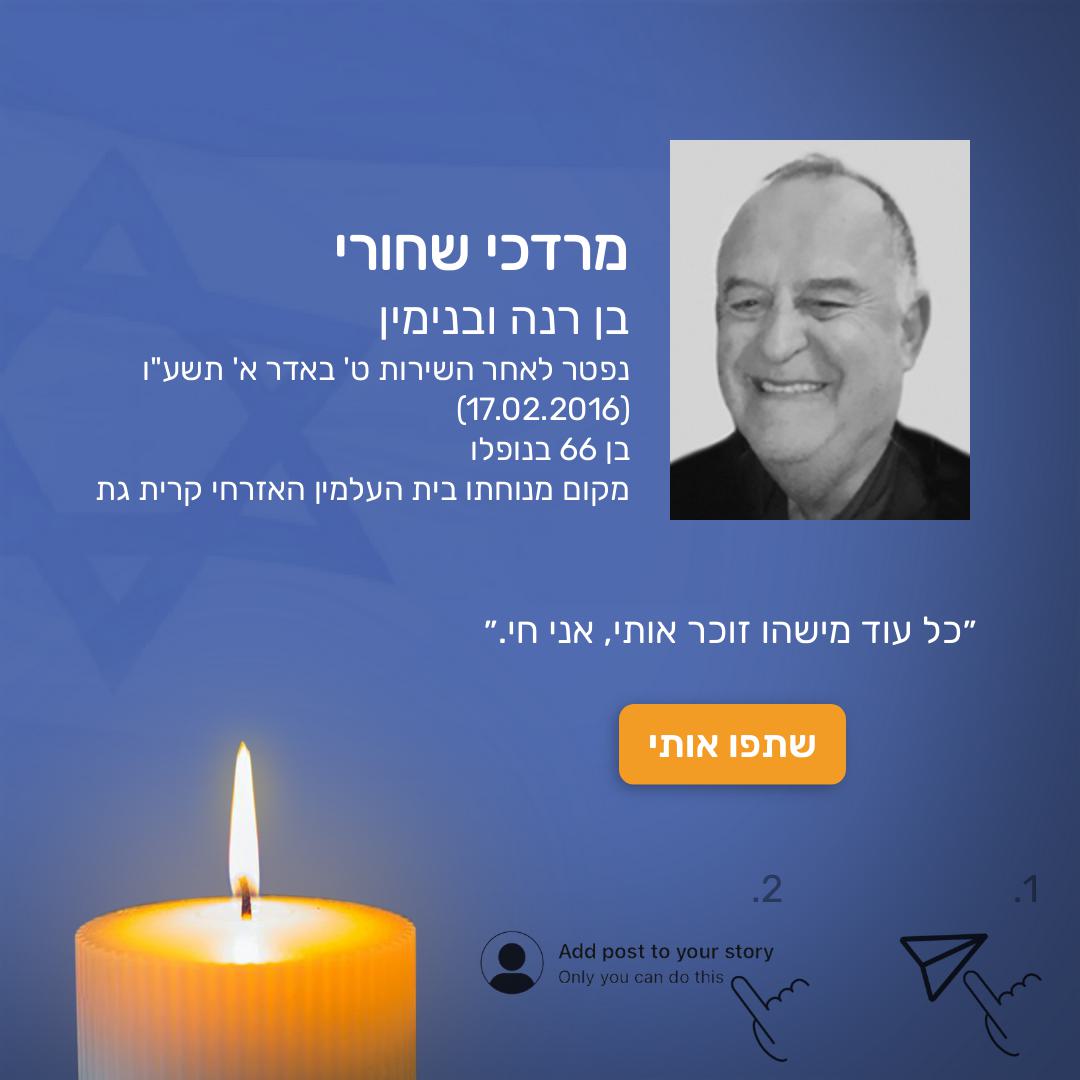 מרדכי שחורי
בן רנה ובנימין
נפטר לאחר השירות ט' באדר א' תשע"ו
(17.02.2016)
בן 66 בנופלו
מקום מנוחתו בית העלמין האזרחי קרית גת
״כל עוד מישהו זוכר אותי, אני חי.״
שתפו אותי
1.
2.
Add post to your story
Only you can do this